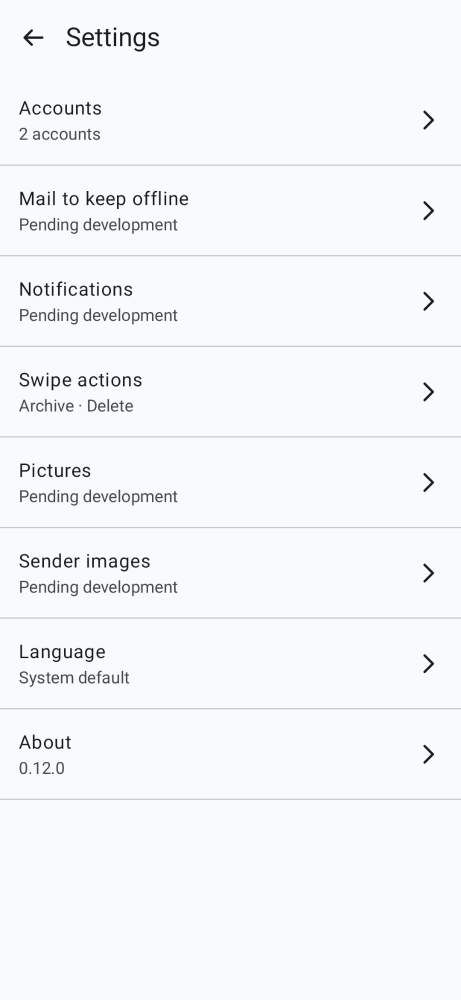 Settings
Accounts
2 accounts
Mail to keep offline
Pending development
Notifications
Pending development
Swipe actions
Archive · Delete
Pictures
Pending development
Sender images
Pending development
Language
System default
About
0.12.0